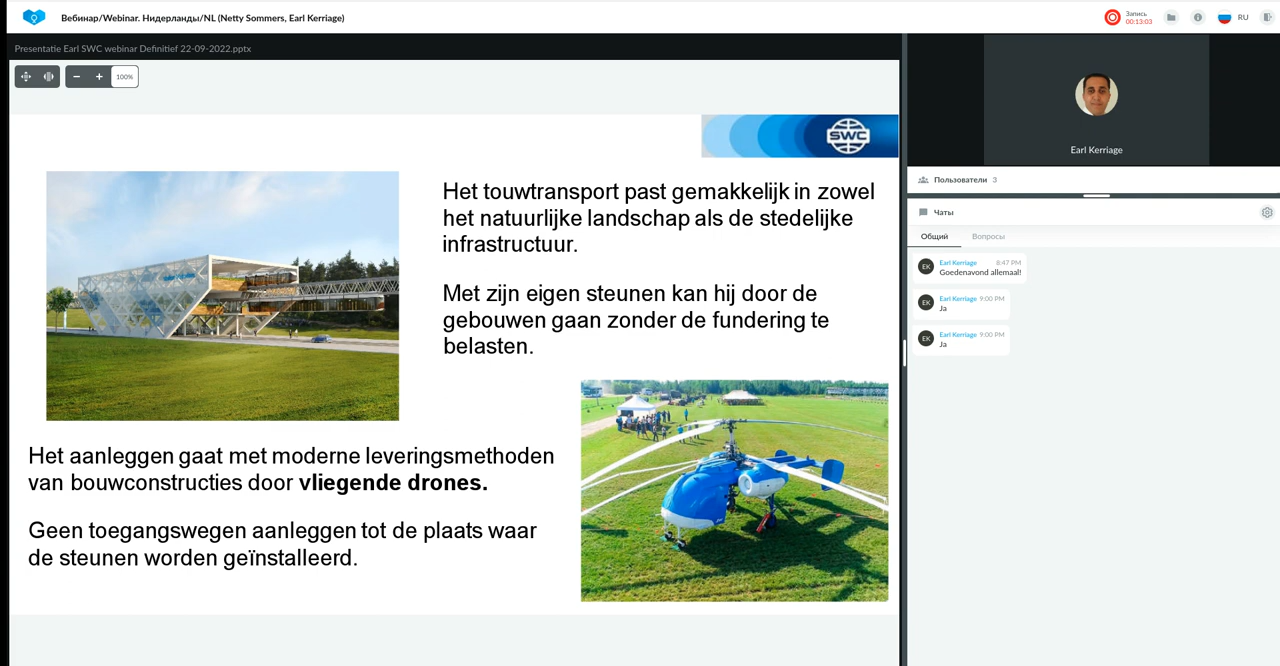 Вебинар/Webinar. Нидерланды/NL (Netty Sommers, Earl Kerriage)
Запись
00:13:03
RU
Presentatie Earl SWC webinar Definitief 22-09-2022.pptx
100%
SWC
Het touwtransport past gemakkelijk in zowel
het natuurlijke landschap als de stedelijke
infrastructuur.
Met zijn eigen steunen kan hij door de
gebouwen gaan zonder de fundering te
belasten.
Het aanleggen gaat met moderne leveringsmethoden
van bouwconstructies door vliegende drones.
Geen toegangswegen aanleggen tot de plaats waar
de steunen worden geïnstalleerd.
Earl Kerriage
Пользователи 3
Чаты
Общий Вопросы
EK Earl Kerriage 8:47 PM
Goedenavond allemaal!
EK Earl Kerriage 9:00 PM
Ja
EK Earl Kerriage 9:00 PM
Ja